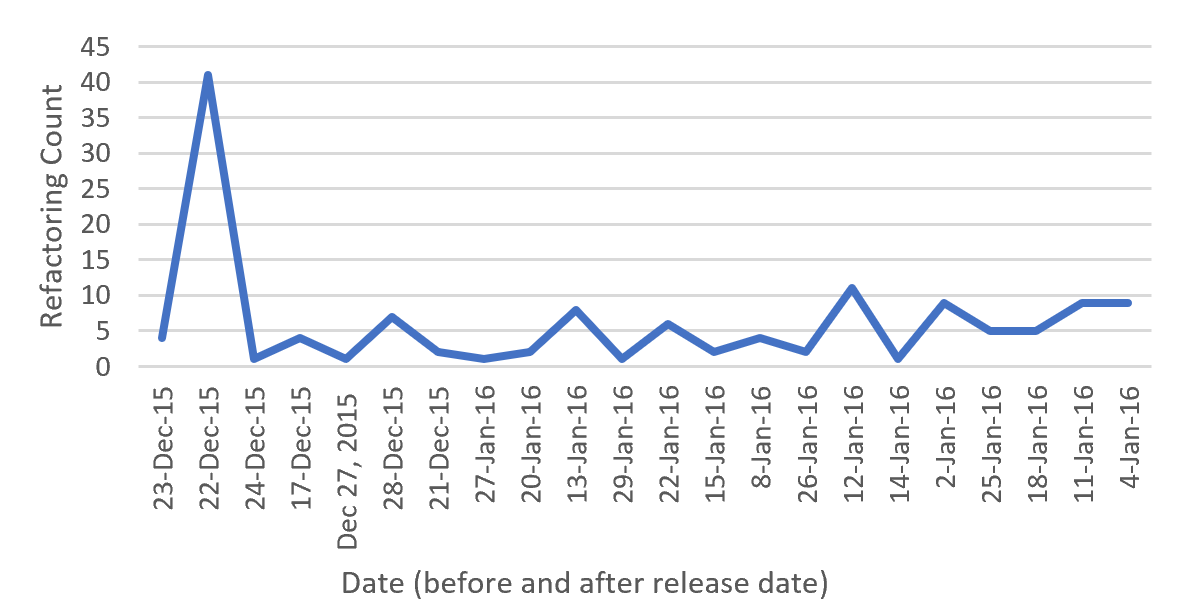 45
40
35
30
25
20
15
10
5
0
Refactoring Count
23-Dec-15
22-Dec-15
24-Dec-15
17-Dec-15
Dec 27, 2015
28-Dec-15
21-Dec-15
27-Jan-16
20-Jan-16
13-Jan-16
29-Jan-16
22-Jan-16
15-Jan-16
8-Jan-16
26-Jan-16
12-Jan-16
14-Jan-16
2-Jan-16
25-Jan-16
18-Jan-16
11-Jan-16
4-Jan-16
Date (before and after release date)